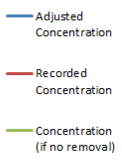 Adjusted
Concentration
Recorded
Concentration
Concentration
(if no removal)